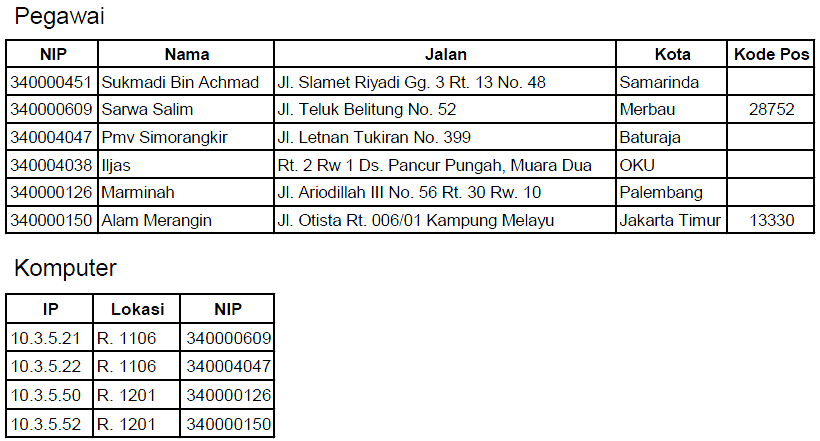 Pegawai
NIP Nama Jalan Kota Kode Pos
340000451 Sukmadi Bin Achmad Jl. Slamet Riyadi Gg. 3 Rt. 13 No. 48 Samarinda
340000609 Sarwa Salim Jl. Teluk Belitung No. 52 Merbau 28752
340004047 Pmv Simorangkir Jl. Letnan Tukiran No. 399 Baturaja
340004038 Iljas Rt. 2 Rw 1 Ds. Pancur Pungah, Muara Dua OKU
340000126 Marminah Jl. Ariodillah III No. 56 Rt. 30 Rw. 10 Palembang
340000150 Alam Merangin Jl. Otista Rt. 006/01 Kampung Melayu Jakarta Timur 13330
Komputer
IP Lokasi NIP
10.3.5.21 R. 1106 340000609
10.3.5.22 R. 1106 340004047
10.3.5.50 R. 1201 340000126
10.3.5.52 R. 1201 340000150